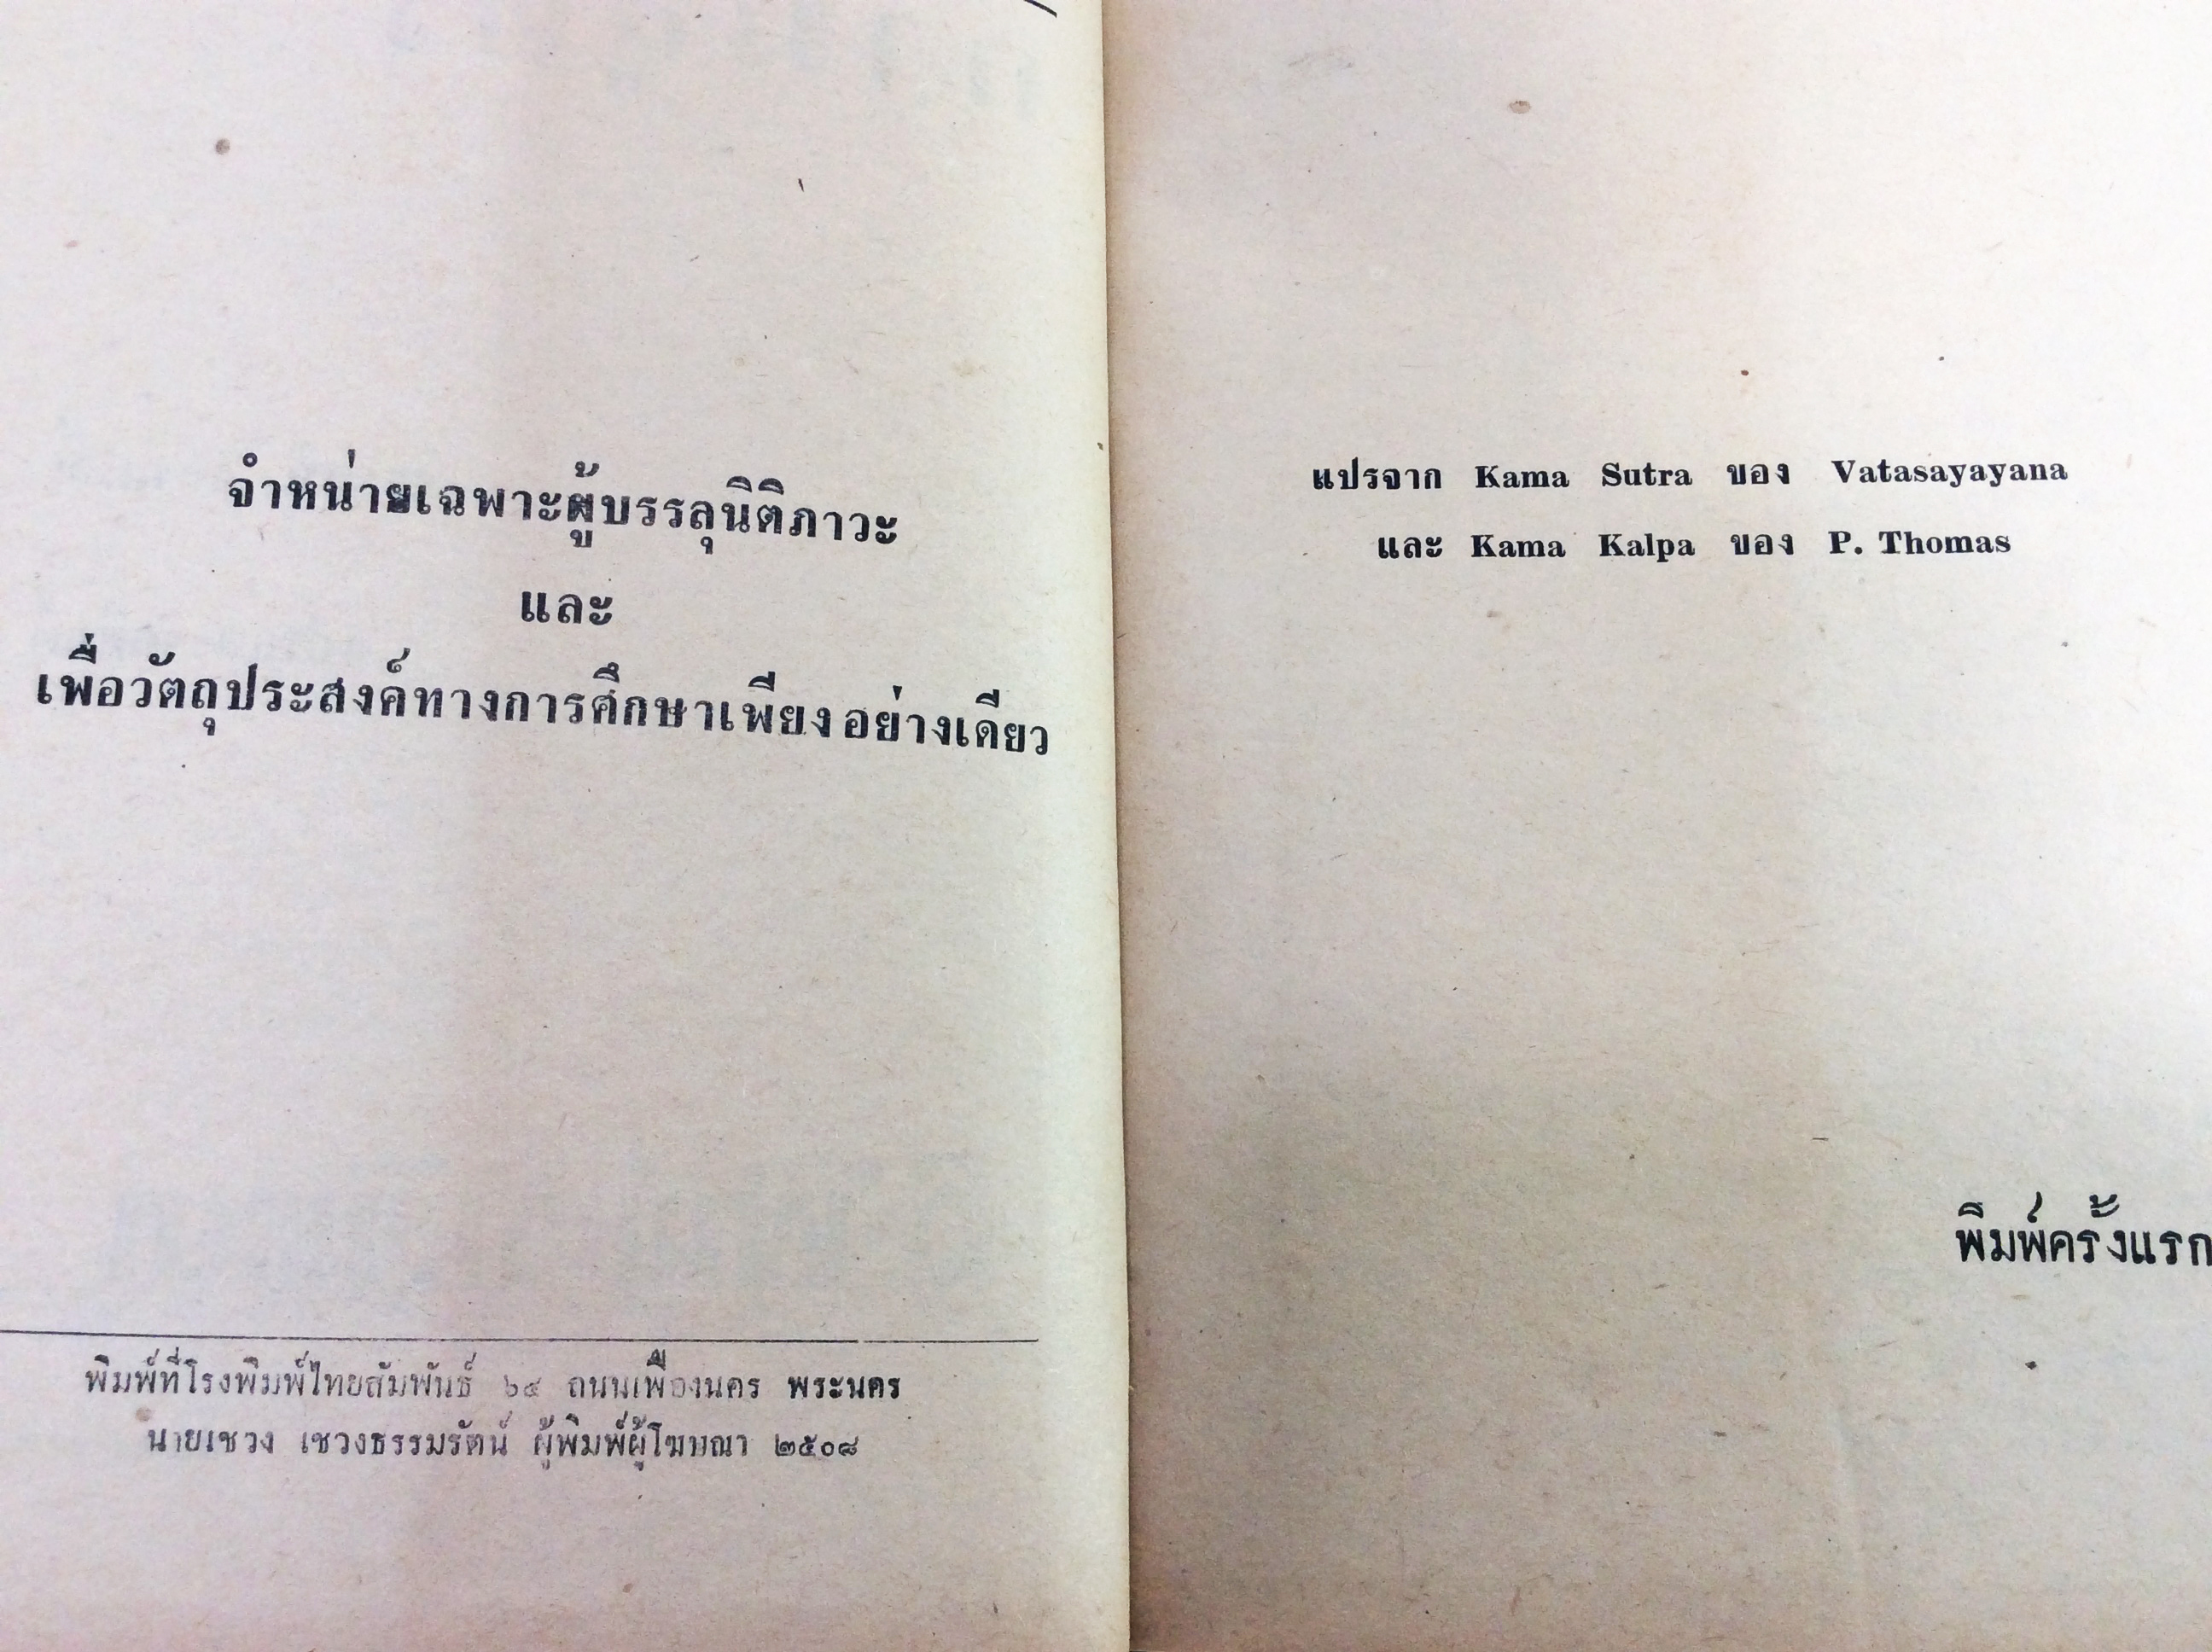 จำหน่ายเฉพาะผู้บรรลุนิติภาวะ
และ
เพื่อวัตถุประสงค์ทางการศึกษาเพียงอย่างเดียว
พิมพ์ที่โรงพิมพ์ไทยสัมพันธ์ ๖๔ ถนนเฟื่องนคร พระนคร
นายเชวง เชวงธรรมรัตน์ ผู้พิมพ์ผู้โฆษณา ๒๕๐๘
แปรจาก Kama Sutra ของ Vatasayayana
และ Kama Kalpa ของ P. Thomas
พิมพ์ครั้งแรก